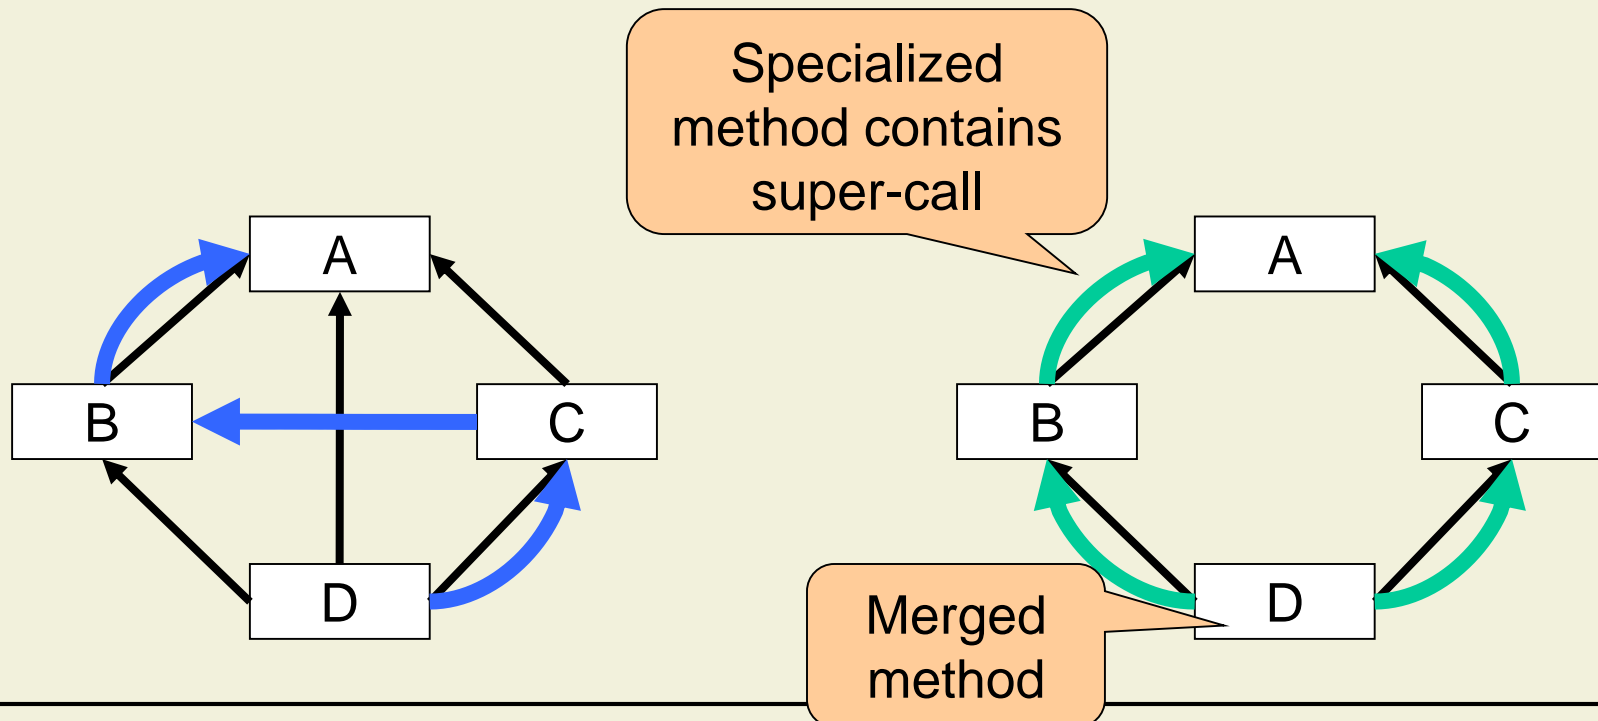 Specialized
method contains
super-call
A
B
C
D
A
B
C
D
Merged
method